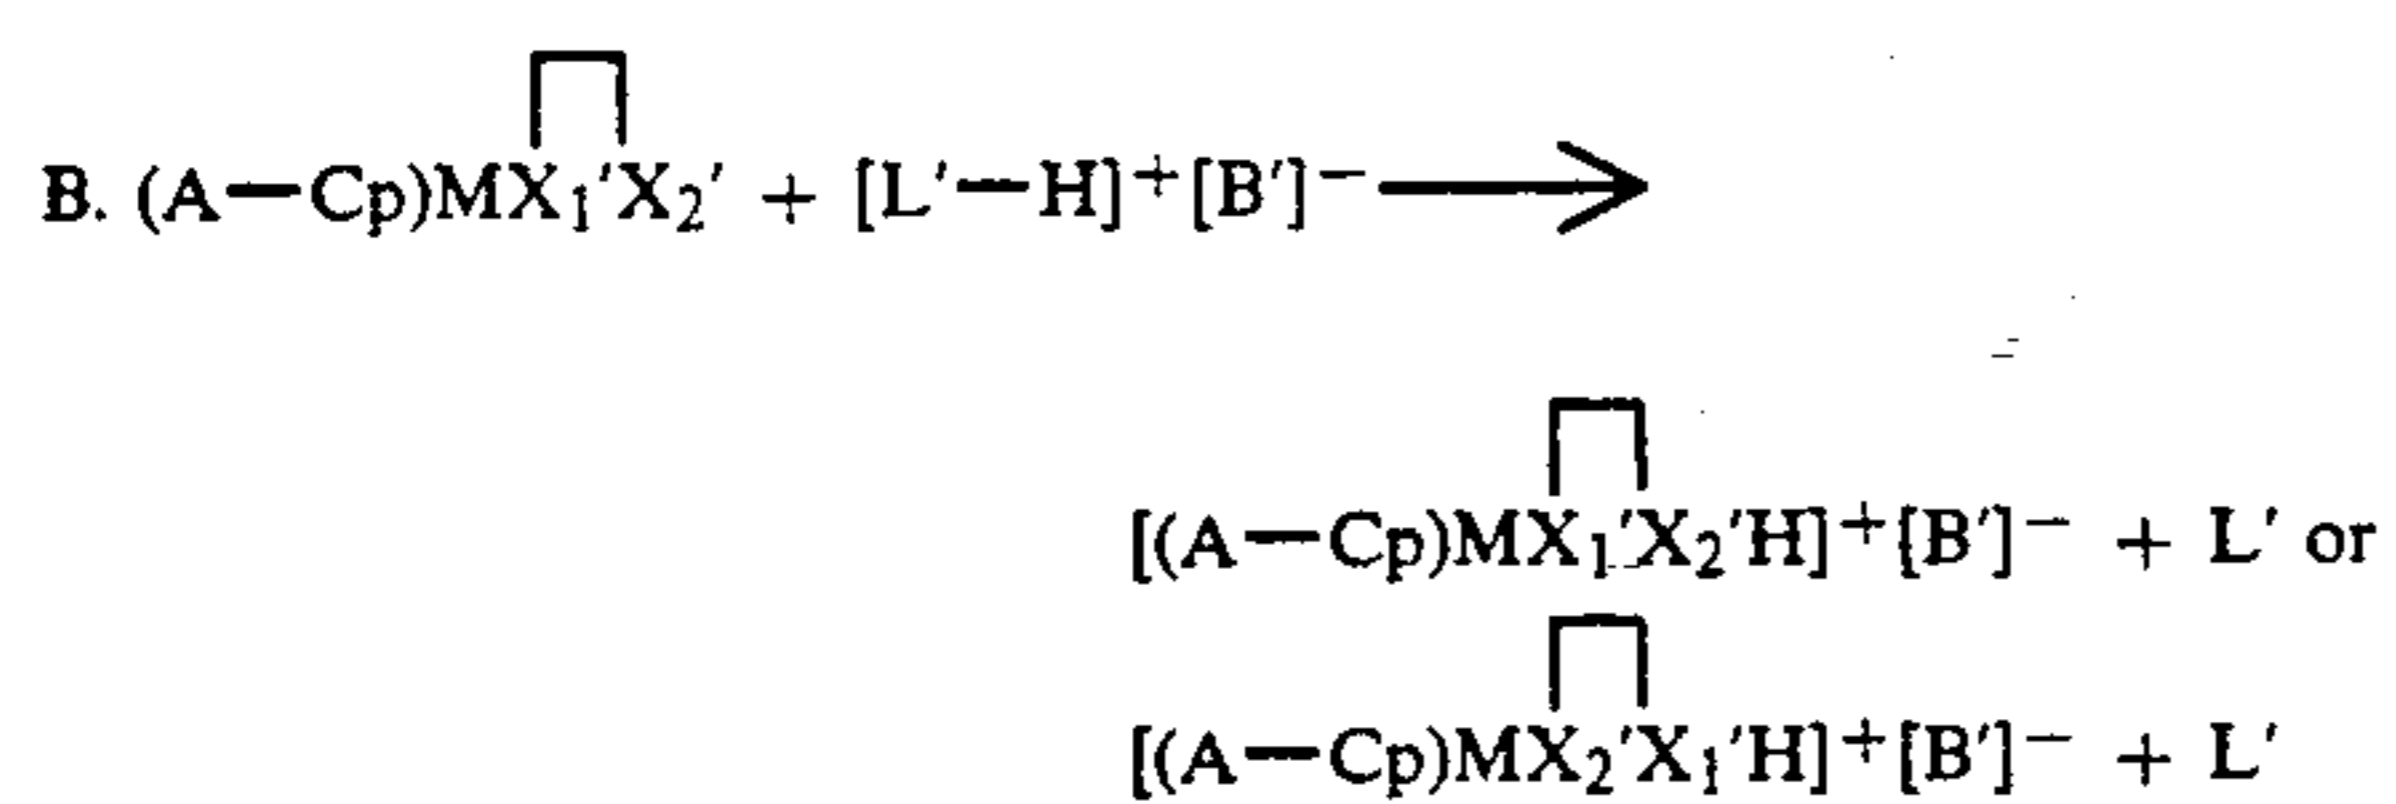 B. (A—Cp)MX₁′X₂′ + [L′—H]⁺[B′]⁻ ⟶
[(A—Cp)MX₁′X₂′H]⁺[B′]⁻ + L′ or
[(A—Cp)MX₂′X₁′H]⁺[B′]⁻ + L′